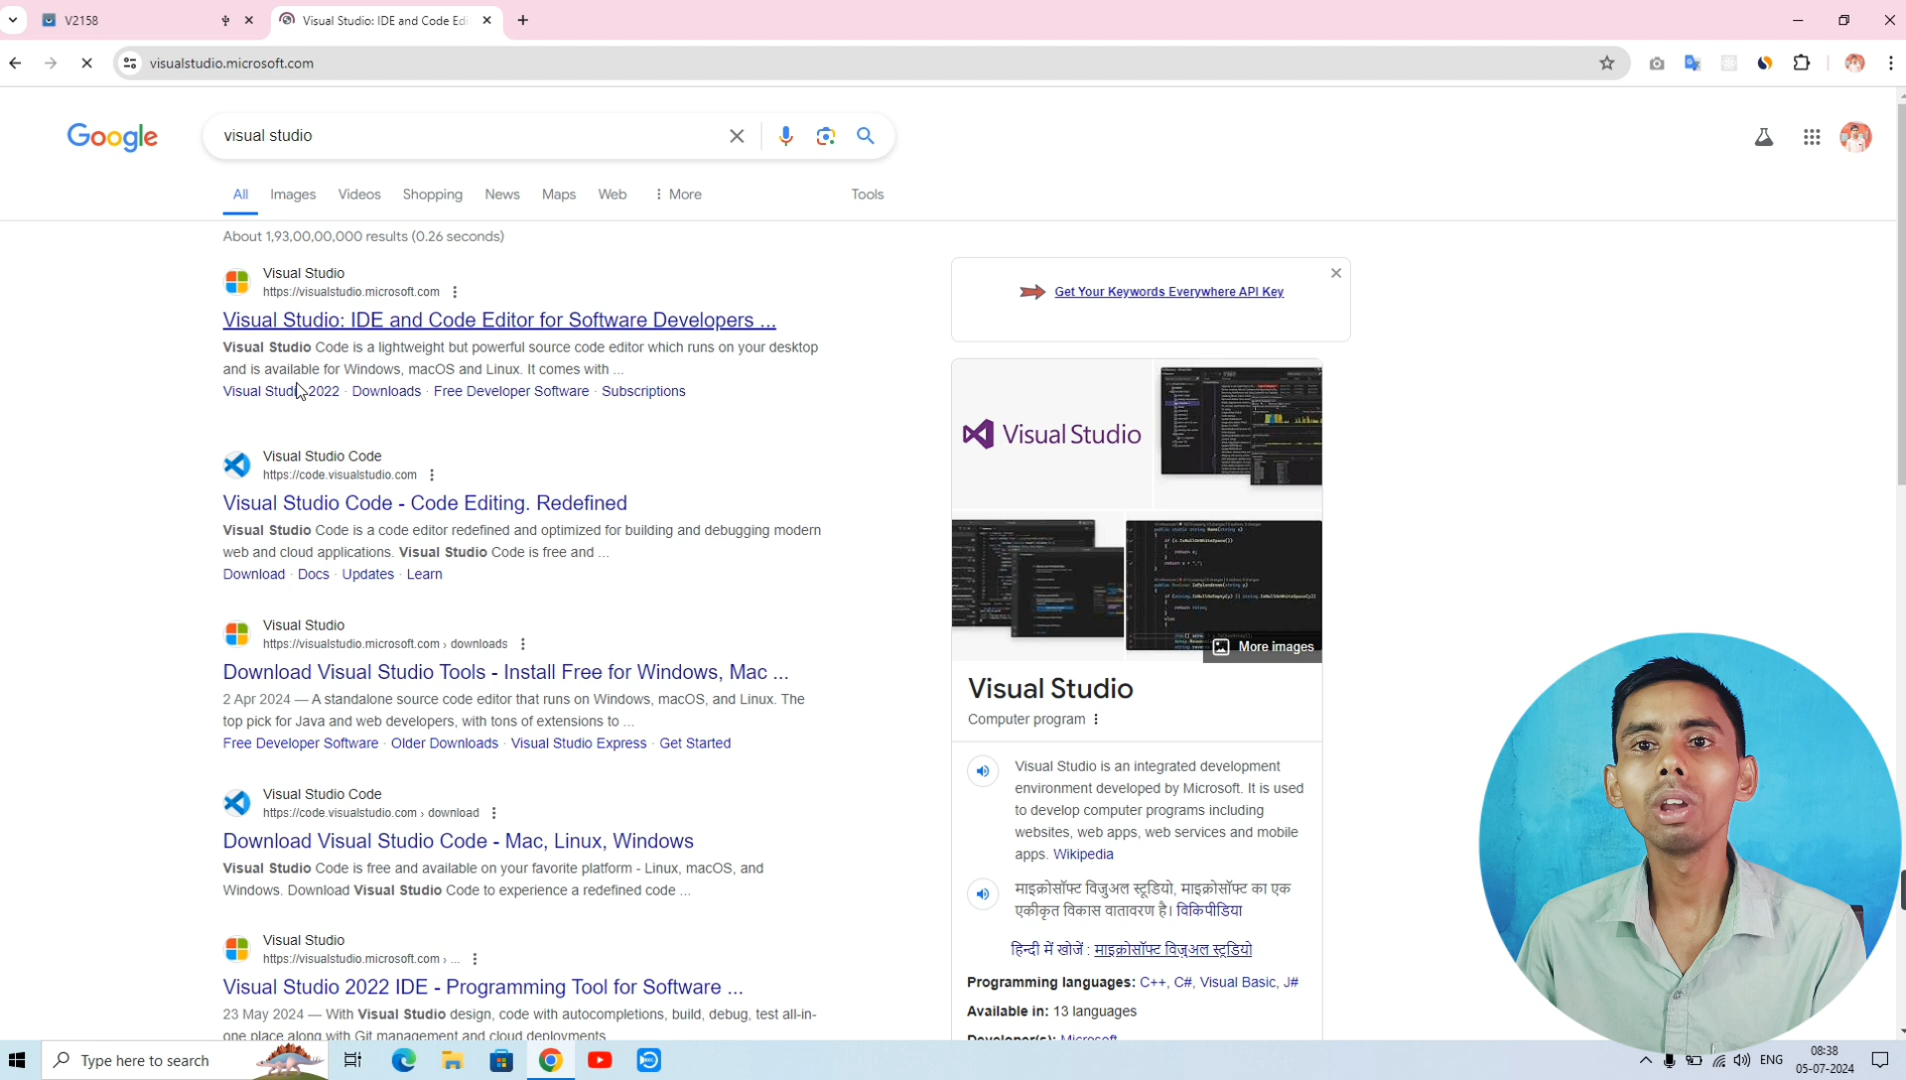 V2158
Visual Studio: IDE and Code Edi
visualstudio.microsoft.com
Google
visual studio
All
Images
Videos
Shopping
News
Maps
Web
More
Tools
About 1,93,00,00,000 results (0.26 seconds)
Visual Studio
https://visualstudio.microsoft.com
Visual Studio: IDE and Code Editor for Software Developers ...
Visual Studio Code is a lightweight but powerful source code editor which runs on your desktop
and is available for Windows, macOS and Linux. It comes with ...
Visual Studio 2022 · Downloads · Free Developer Software · Subscriptions
Visual Studio Code
https://code.visualstudio.com
Visual Studio Code - Code Editing. Redefined
Visual Studio Code is a code editor redefined and optimized for building and debugging modern
web and cloud applications. Visual Studio Code is free and ...
Download · Docs · Updates · Learn
Visual Studio
https://visualstudio.microsoft.com › downloads
Download Visual Studio Tools - Install Free for Windows, Mac ...
2 Apr 2024 — A standalone source code editor that runs on Windows, macOS, and Linux. The
top pick for Java and web developers, with tons of extensions to ...
Free Developer Software · Older Downloads · Visual Studio Express · Get Started
Visual Studio Code
https://code.visualstudio.com › download
Download Visual Studio Code - Mac, Linux, Windows
Visual Studio Code is free and available on your favorite platform - Linux, macOS, and
Windows. Download Visual Studio Code to experience a redefined code ...
Visual Studio
https://visualstudio.microsoft.com › ...
Visual Studio 2022 IDE - Programming Tool for Software ...
23 May 2024 — With Visual Studio design, code with autocompletions, build, debug, test all-in-
one place along with Git management and cloud deployments
Get Your Keywords Everywhere API Key
Visual Studio
More images
Visual Studio
Computer program
Visual Studio is an integrated development
environment developed by Microsoft. It is used
to develop computer programs including
websites, web apps, web services and mobile
apps. Wikipedia
माइक्रोसॉफ्ट विजुअल स्टूडियो, माइक्रोसॉफ्ट का एक
एकीकृत विकास वातावरण है। विकिपीडिया
हिन्दी में खोजें : माइक्रोसॉफ्ट विजुअल स्टूडियो
Programming languages: C++, C#, Visual Basic, J#
Available in: 13 languages
Developer(s): Microsoft
Type here to search
ENG
08:38
05-07-2024